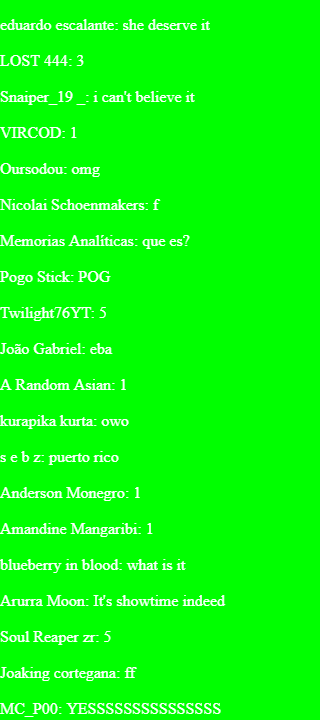 eduardo escalante: she deserve it
LOST 444: 3
Snaiper_19 _: i can't believe it
VIRCOD: 1
Oursodou: omg
Nicolai Schoenmakers: f
Memorias Analíticas: que es?
Pogo Stick: POG
Twilight76YT: 5
João Gabriel: eba
A Random Asian: 1
kurapika kurta: owo
s e b z: puerto rico
Anderson Monegro: 1
Amandine Mangaribi: 1
blueberry in blood: what is it
Arurra Moon: It's showtime indeed
Soul Reaper zr: 5
Joaking cortegana: ff
MC_P00: YESSSSSSSSSSSSSSS